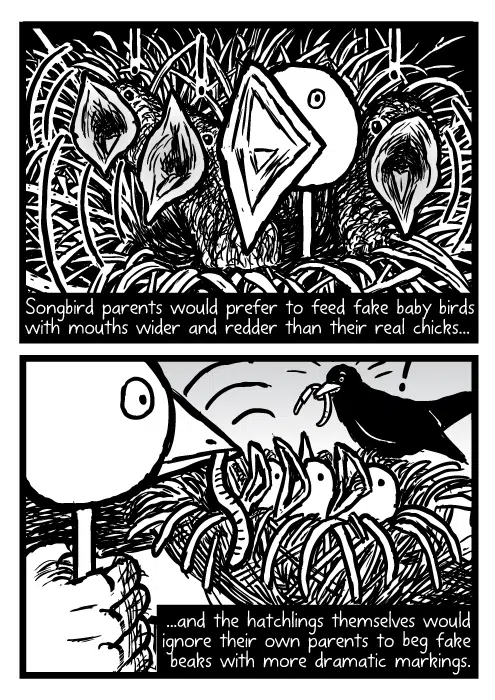 Songbird parents would prefer to feed fake baby birds
with mouths wider and redder than their real chicks...
...and the hatchlings themselves would
ignore their own parents to beg fake
beaks with more dramatic markings.